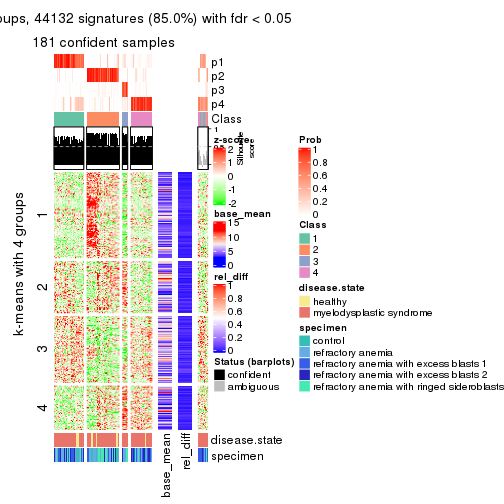 oups, 44132 signatures (85.0%) with fdr < 0.05
181 confident samples
p1
p2
p3
p4
Class
1
Silhouette
score
z-score
2
1
0
-1
-2
base_mean
15
10
5
0
rel_diff
1
0.8
0.6
0.4
0.2
0
Status (barplots)
confident
ambiguous
Prob
1
0.8
0.6
0.4
0.2
0
Class
1
2
3
4
disease.state
healthy
myelodysplastic syndrome
specimen
control
refractory anemia
refractory anemia with excess blasts 1
refractory anemia with excess blasts 2
refractory anemia with ringed sideroblasts
k-means with 4 groups
1
2
3
4
disease.state
specimen
base_mean
rel_diff